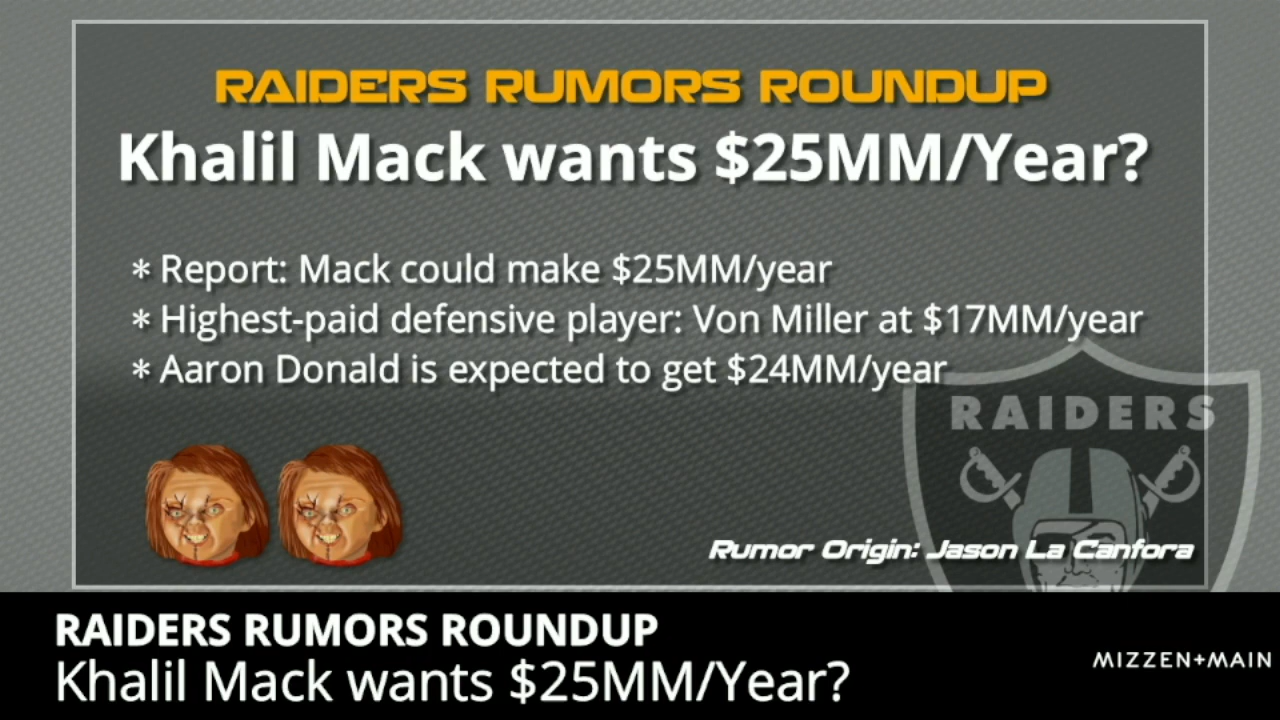 RAIDERS RUMORS ROUNDUP
Khalil Mack wants $25MM/Year?
* Report: Mack could make $25MM/year
* Highest-paid defensive player: Von Miller at $17MM/year
* Aaron Donald is expected to get $24MM/year
RAIDERS
Rumor Origin: Jason La Canfora
RAIDERS RUMORS ROUNDUP
Khalil Mack wants $25MM/Year?
MIZZEN+MAIN